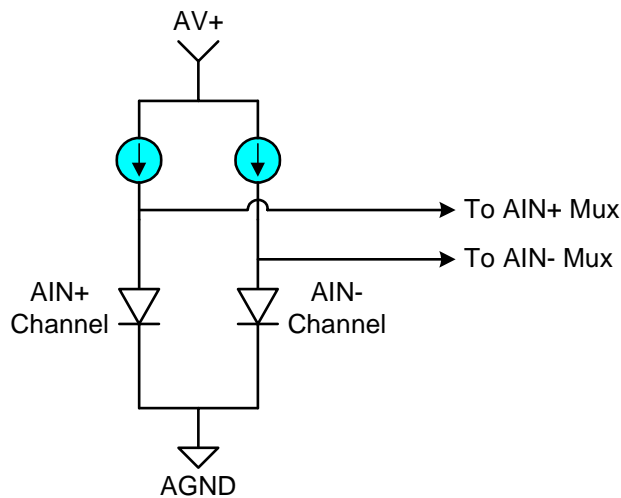 AV+
To AIN+ Mux
To AIN- Mux
AIN+
Channel
AIN-
Channel
AGND